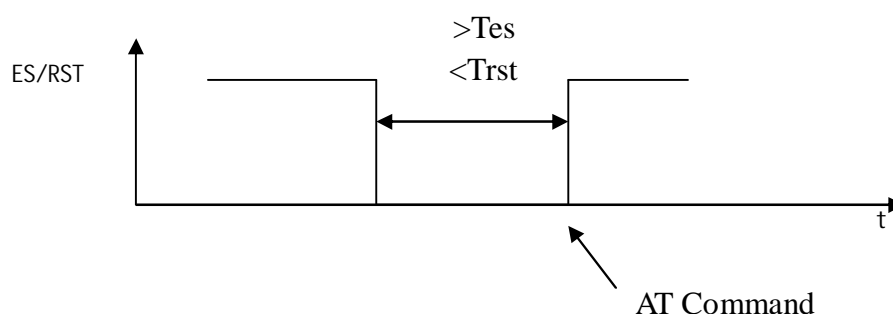 >Tes
<Trst
ES/RST
t
AT Command